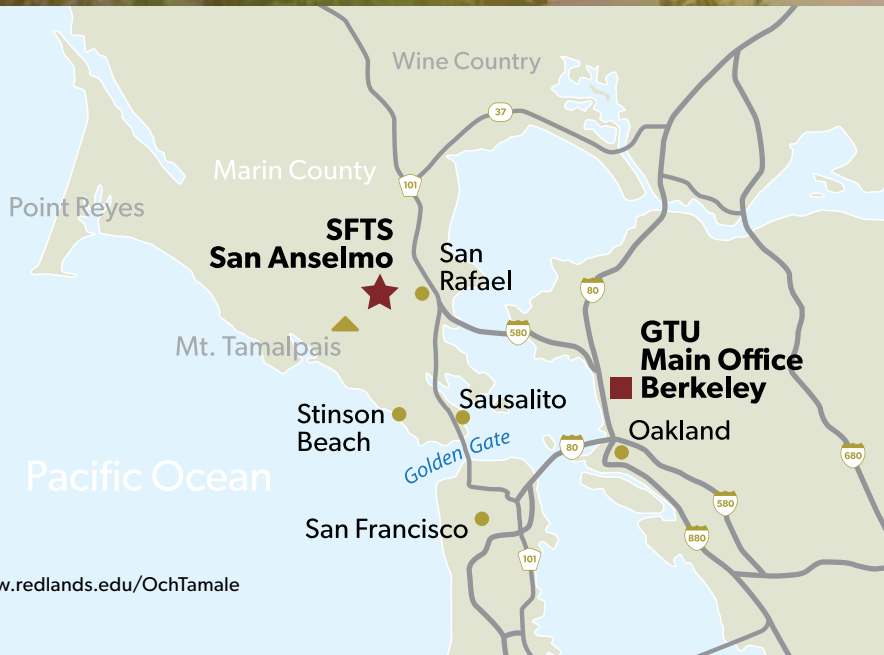 Wine Country
37
Marin County
101
Point Reyes
SFTS
San Anselmo
San
Rafael
80
580
GTU
Main Office
Berkeley
Mt. Tamalpais
Sausalito
Stinson
Beach
Golden Gate
80
Oakland
680
Pacific Ocean
580
San Francisco
880
101
w.redlands.edu/OchTamale